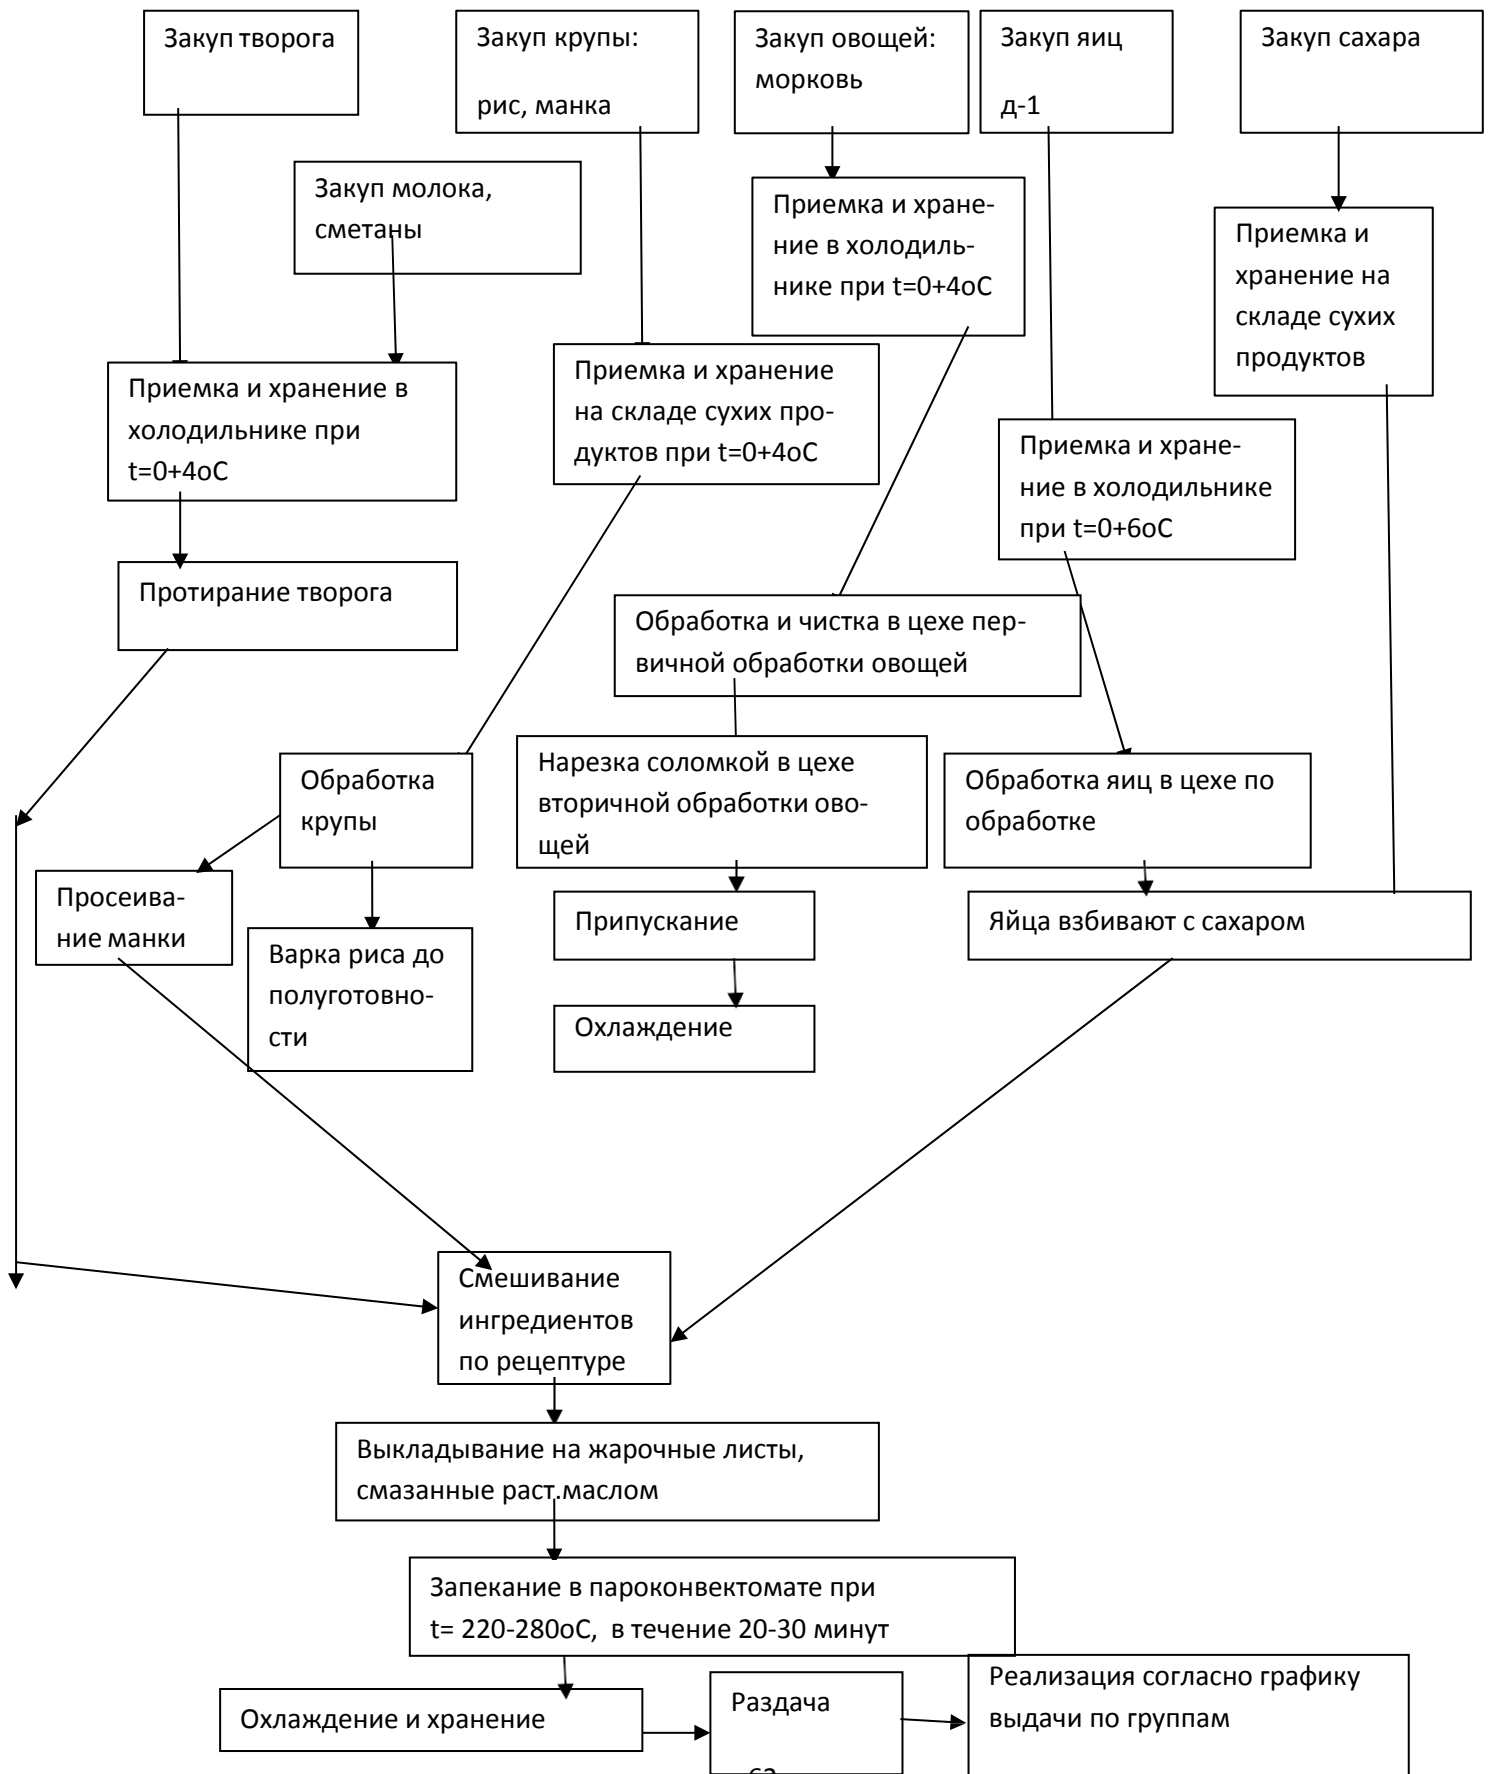 Закуп творога
Закуп крупы:
рис, манка
Закуп овощей:
морковь
Закуп яиц
д-1
Закуп сахара
Закуп молока,
сметаны
Приемка и хране-
ние в холодиль-
нике при t=0+4оС
Приемка и
хранение на
складе сухих
продуктов
Приемка и хранение в
холодильнике при
t=0+4оС
Приемка и хранение
на складе сухих про-
дуктов при t=0+4оС
Приемка и хране-
ние в холодильнике
при t=0+6оС
Протирание творога
Обработка и чистка в цехе пер-
вичной обработки овощей
Обработка
крупы
Нарезка соломкой в цехе
вторичной обработки ово-
щей
Обработка яиц в цехе по
обработке
Просеива-
ние манки
Варка риса до
полуготовно-
сти
Припускание
Яйца взбивают с сахаром
Охлаждение
Смешивание
ингредиентов
по рецептуре
Выкладывание на жарочные листы,
смазанные раст.маслом
Запекание в пароконвектомате при
t= 220-280оС, в течение 20-30 минут
Охлаждение и хранение
Раздача
Реализация согласно графику
выдачи по группам